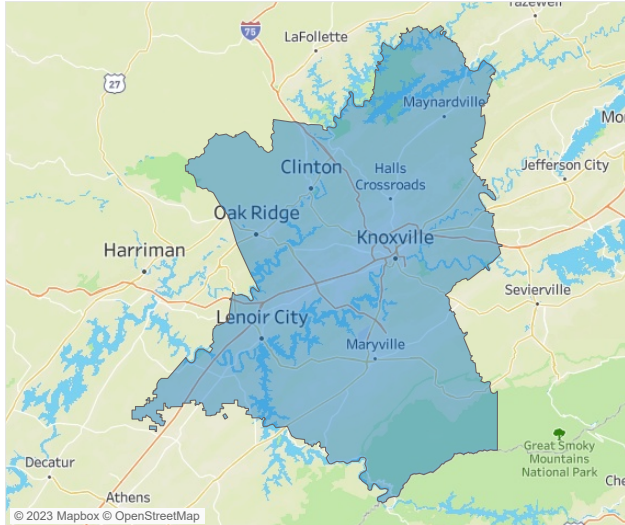 Tazewell
75
LaFollette
27
Maynardville
Mor
Clinton
Halls
Crossroads
Jefferson City
Oak Ridge
Knoxville
Harriman
Sevierville
Lenoir City
Maryville
Great Smoky
Mountains
National Park
Decatur
Athens
Che
© 2023 Mapbox © OpenStreetMap